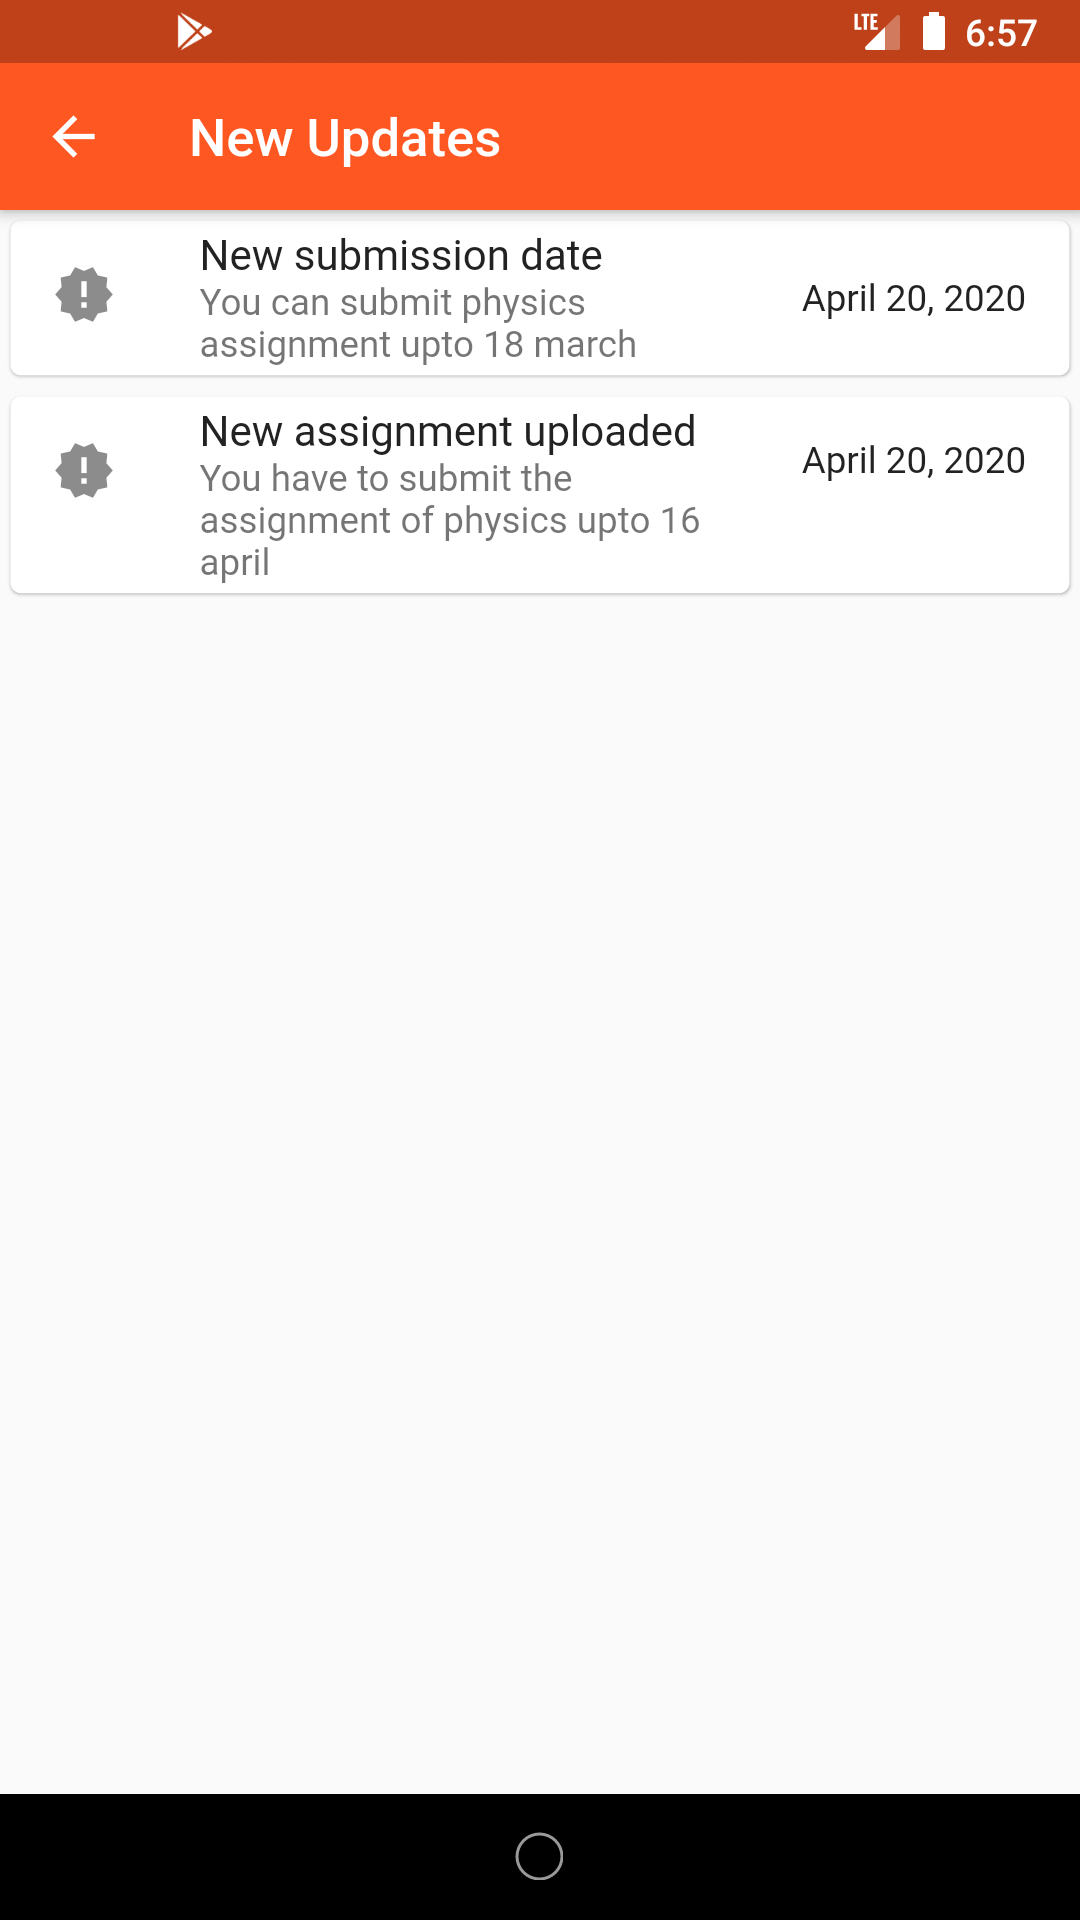 LTE 6:57
New Updates
New submission date
You can submit physics
assignment upto 18 march
April 20, 2020
New assignment uploaded
You have to submit the
assignment of physics upto 16
april
April 20, 2020